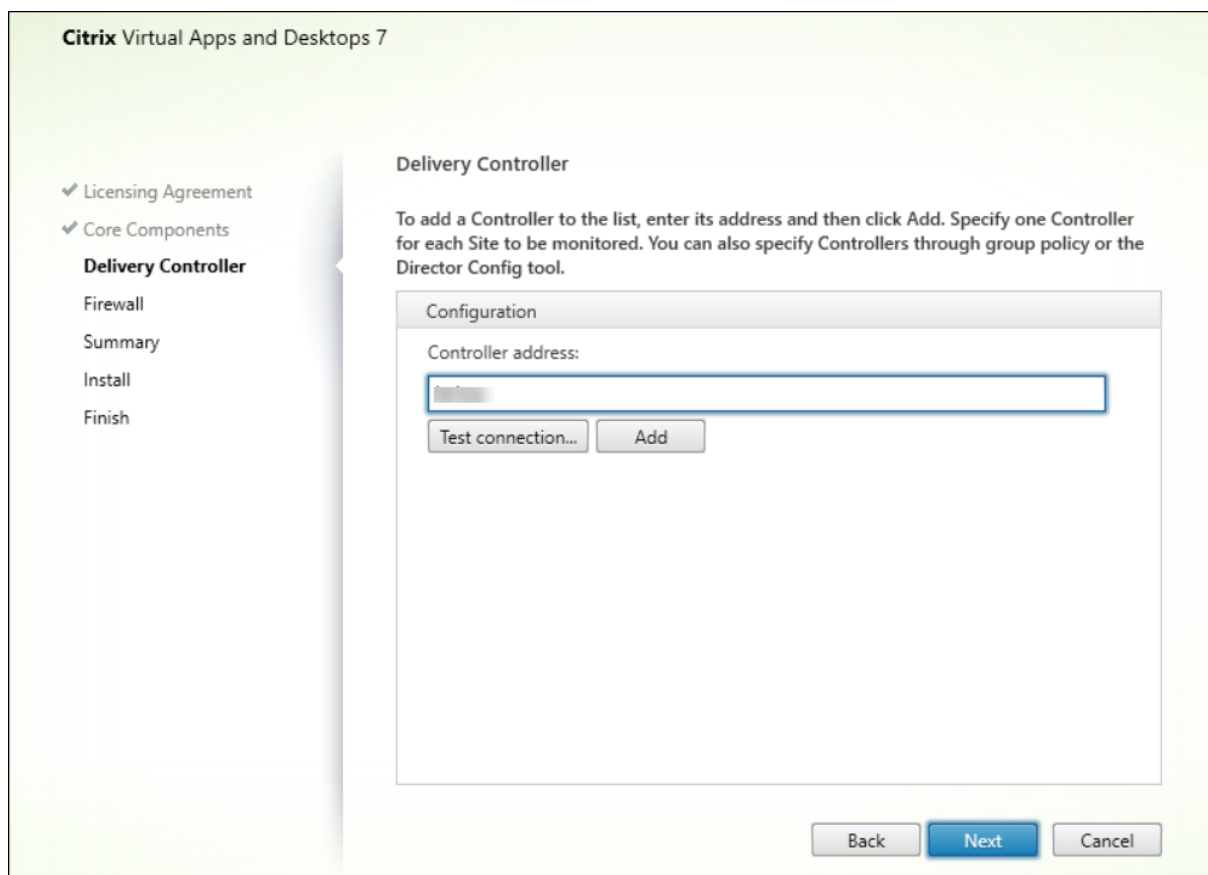 Citrix Virtual Apps and Desktops 7
Licensing Agreement
Core Components
Delivery Controller
Firewall
Summary
Install
Finish
Delivery Controller
To add a Controller to the list, enter its address and then click Add. Specify one Controller
for each Site to be monitored. You can also specify Controllers through group policy or the
Director Config tool.
Configuration
Controller address:
Test connection...
Add
Back
Next
Cancel